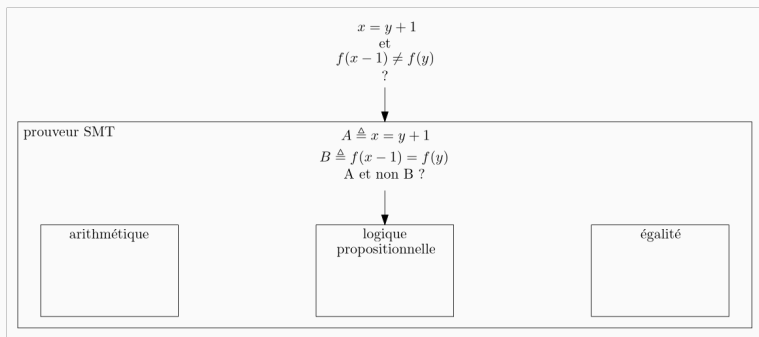 x = y + 1
et
f(x − 1) ≠ f(y)
?
prouveur SMT
A ≜ x = y + 1
B ≜ f(x − 1) = f(y)
A et non B ?
arithmétique
logique
propositionnelle
égalité